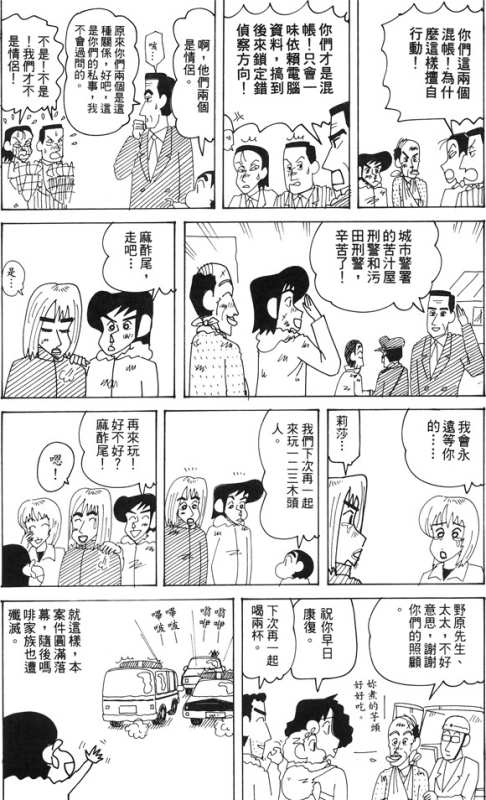 你們這兩個
混帳！為什
麼這樣擅自
行動！
你們才是混
帳！只會一
味依賴電腦
資料，搞到
後來鎖定錯
偵察方向！
啊，他們兩個
是情侶。
咳…
原來你們兩個是這
種關係，好吧，這
是你們的私事，我
不會過問的。
不是！不是
！我們才不
是情侶！
城市警署
的苦汁屋
刑警和污
田刑警，
辛苦了！
麻酢尾，
走吧…
是…
我會永
遠等你
的……
莉莎…
我們下次再一起
來玩一二三木頭
人。
再來玩！
好不好？
麻酢尾！
嗯！
野原先生、
太太，不好
意思，謝謝
你們的照顧
。
妳煮的芋頭
好好吃。
祝你早日
康復。
下次再一起
喝兩杯。
嗶咘
嗶咘
就這樣，本
案件圓滿落
幕，隨後嗎
啡家族也遭
殲滅。